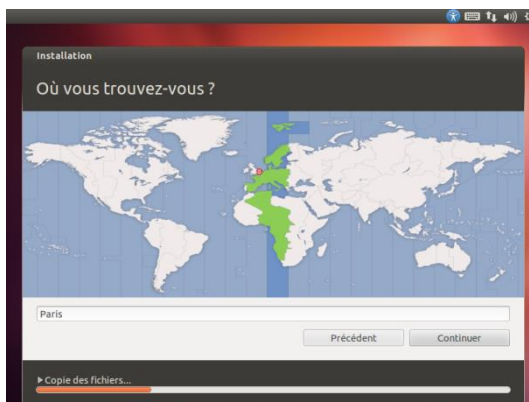 Installation
Où vous trouvez-vous ?
Paris
Précédent
Continuer
Copie des fichiers...